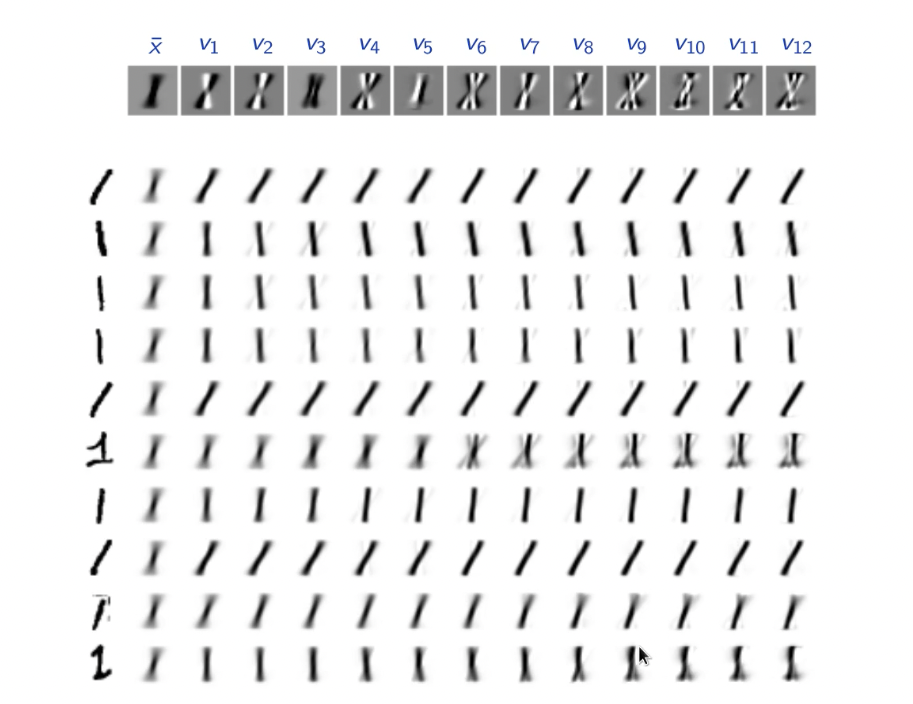 x̄ v₁ v₂ v₃ v₄ v₅ v₆ v₇ v₈ v₉ v₁₀ v₁₁ v₁₂